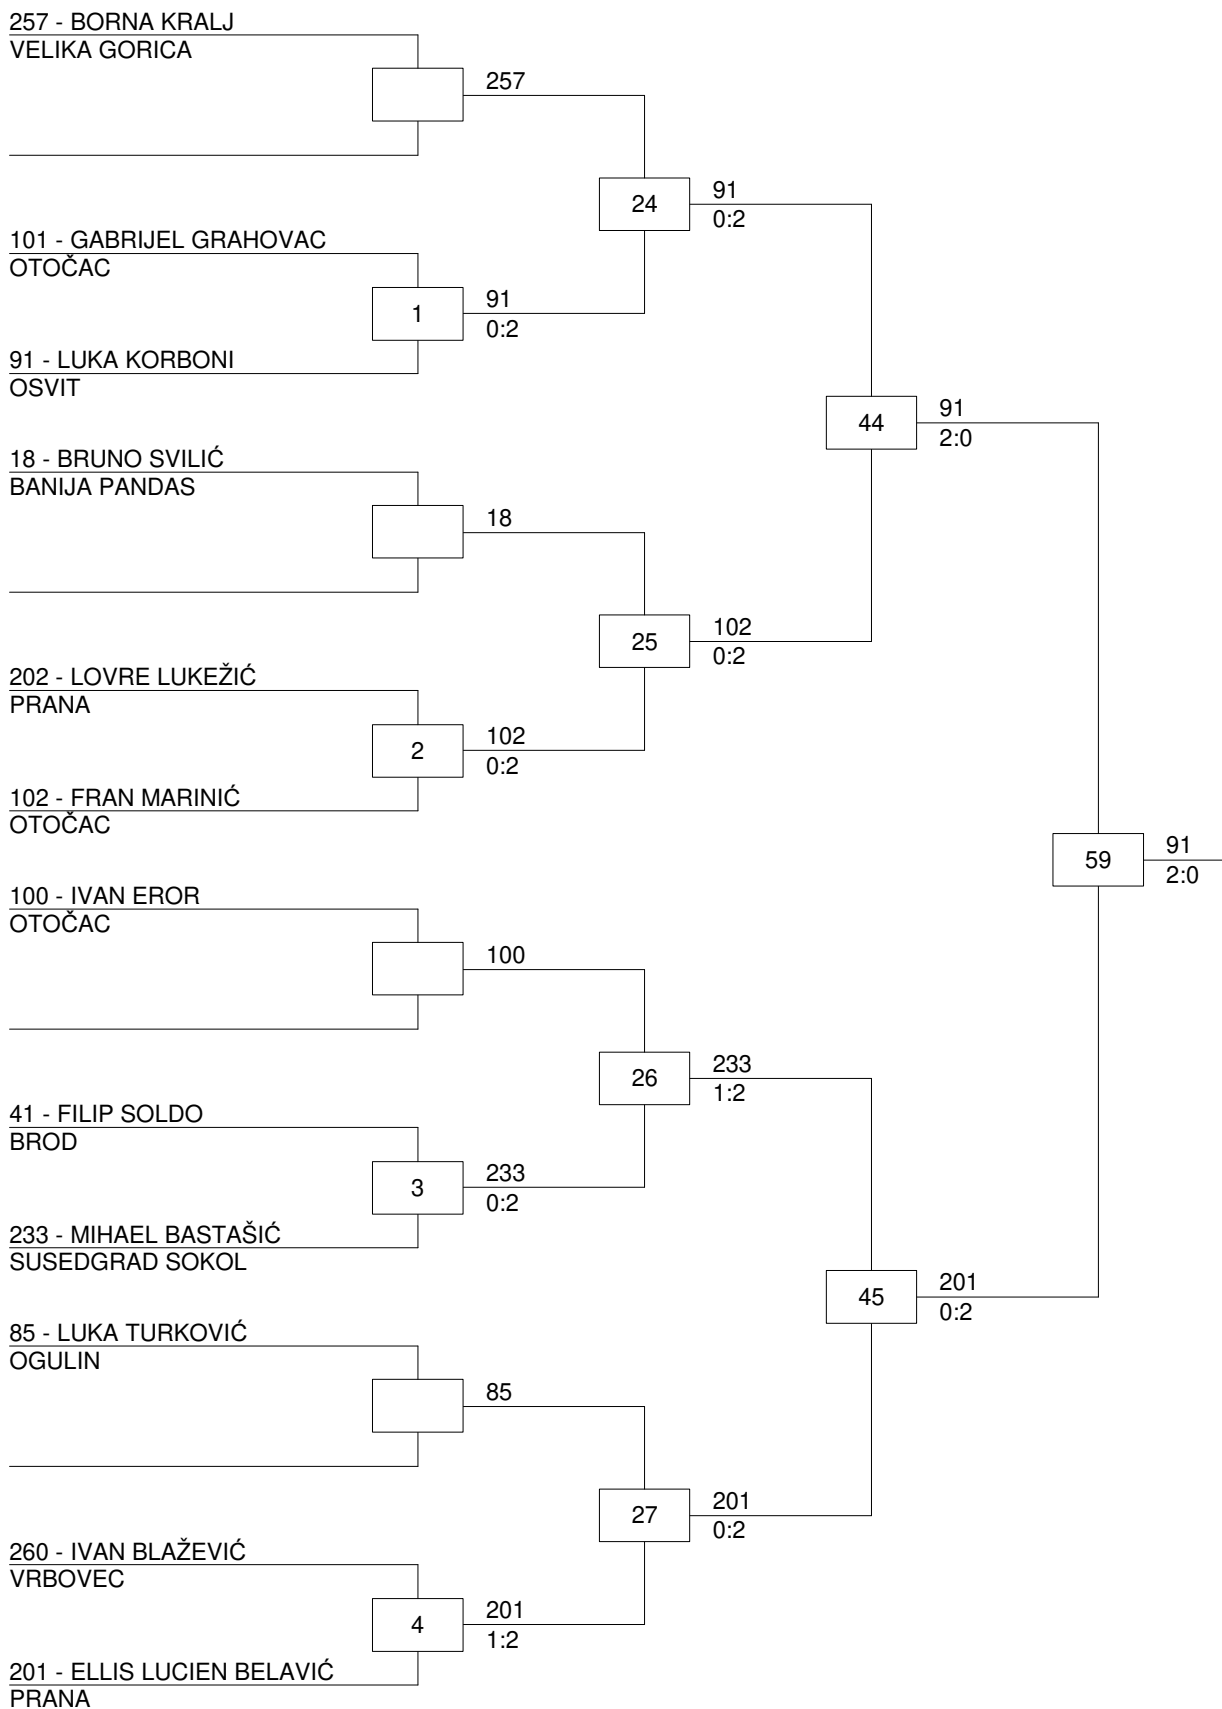 257 - BORNA KRALJ
VELIKA GORICA
257
24
91
0:2
101 - GABRIJEL GRAHOVAC
OTOČAC
1
91
0:2
91 - LUKA KORBONI
OSVIT
44
91
2:0
18 - BRUNO SVILIĆ
BANIJA PANDAS
18
25
102
0:2
202 - LOVRE LUKEŽIĆ
PRANA
2
102
0:2
102 - FRAN MARINIĆ
OTOČAC
59
91
2:0
100 - IVAN EROR
OTOČAC
100
26
233
1:2
41 - FILIP SOLDO
BROD
3
233
0:2
233 - MIHAEL BASTAŠIĆ
SUSEDGRAD SOKOL
45
201
0:2
85 - LUKA TURKOVIĆ
OGULIN
85
27
201
0:2
260 - IVAN BLAŽEVIĆ
VRBOVEC
4
201
1:2
201 - ELLIS LUCIEN BELAVIĆ
PRANA